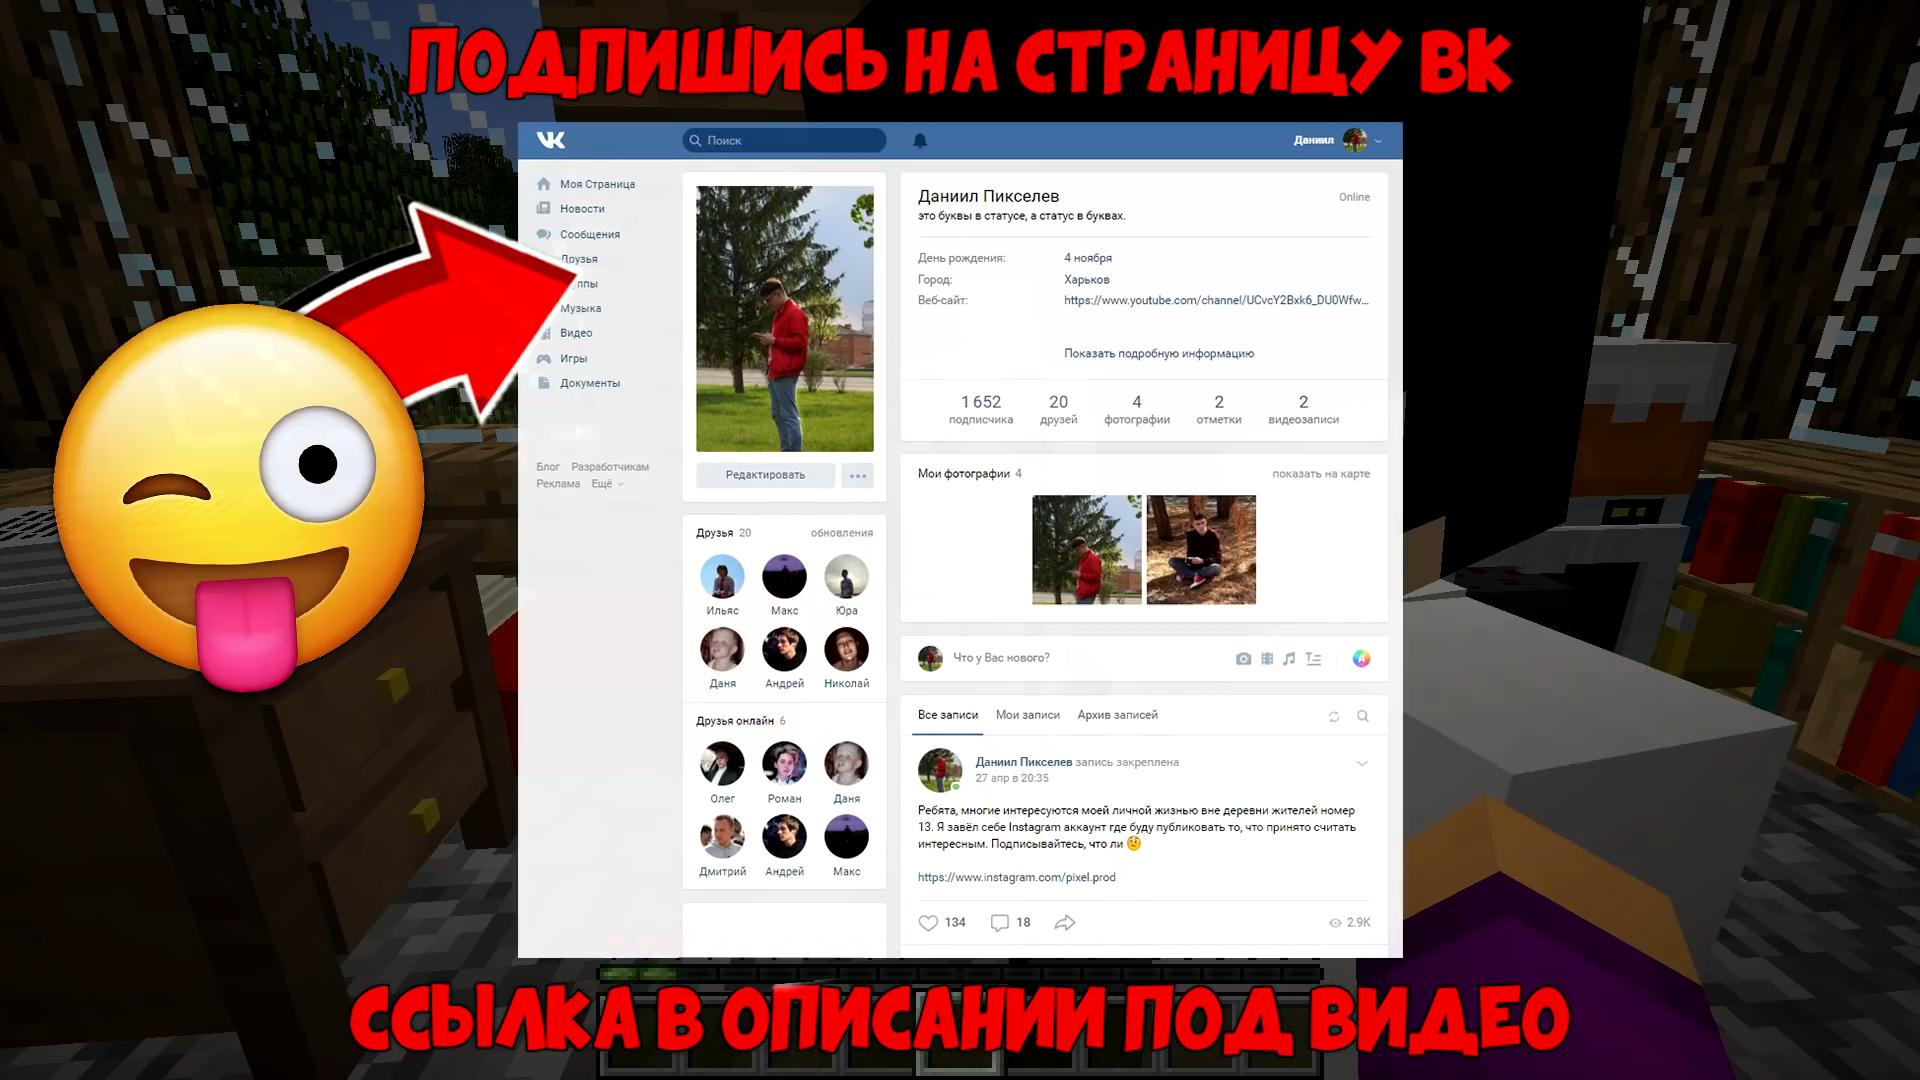 ПОДПИШИСЬ НА СТРАНИЦУ ВК
Поиск
Даниил
Моя Страница
Новости
Сообщения
Друзья
ппы
Музыка
Видео
Игры
Документы
Блог Разработчикам
Реклама Ещё
Редактировать
Друзья 20 обновления
Ильяс Макс Юра
Даня Андрей Николай
Друзья онлайн 6
Олег Роман Даня
Дмитрий Андрей Макс
Даниил Пикселев Online
это буквы в статусе, а статус в буквах.
День рождения: 4 ноября
Город: Харьков
Веб-сайт: https://www.youtube.com/channel/UCvcY2Bxk6_DU0Wfw...
Показать подробную информацию
1 652 20 4 2 2
подписчика друзей фотографии отметки видеозаписи
Мои фотографии 4 показать на карте
Что у Вас нового?
Все записи Мои записи Архив записей
Даниил Пикселев запись закреплена
27 апр в 20:35
Ребята, многие интересуются моей личной жизнью вне деревни жителей номер
13. Я завёл себе Instagram аккаунт где буду публиковать то, что принято считать
интересным. Подписывайтесь, что ли 🤨
https://www.instagram.com/pixel.prod
134 18 2.9K
ССЫЛКА В ОПИСАНИИ ПОД ВИДЕО